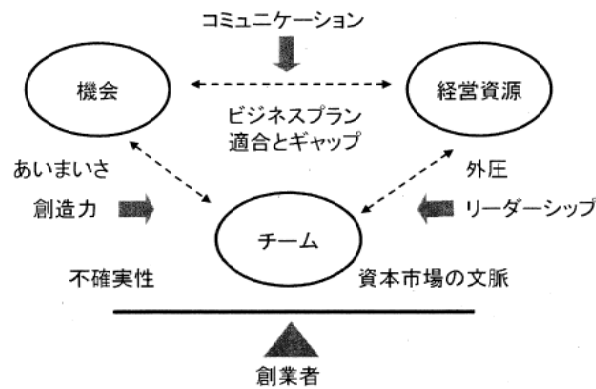 コミュニケーション
機会
経営資源
ビジネスプラン
適合とギャップ
あいまいさ
外圧
創造力
リーダーシップ
チーム
不確実性
資本市場の文脈
創業者